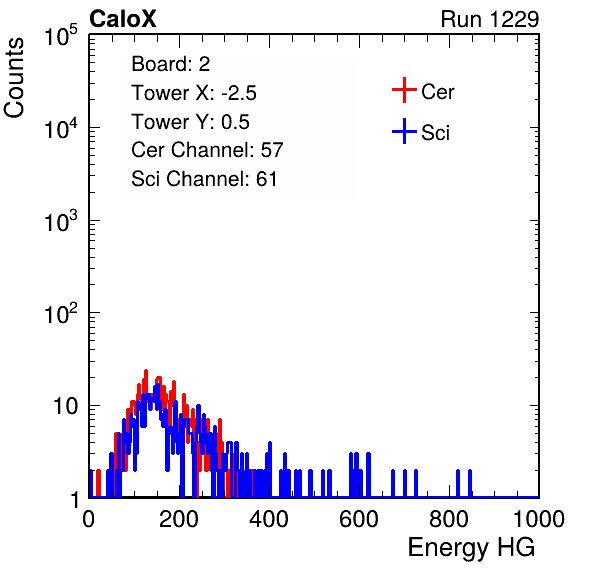 CaloX Run 1229
Counts
Board: 2
Tower X: -2.5
Tower Y: 0.5
Cer Channel: 57
Sci Channel: 61
Cer
Sci
10^5
10^4
10^3
10^2
10
1
0 200 400 600 800 1000
Energy HG